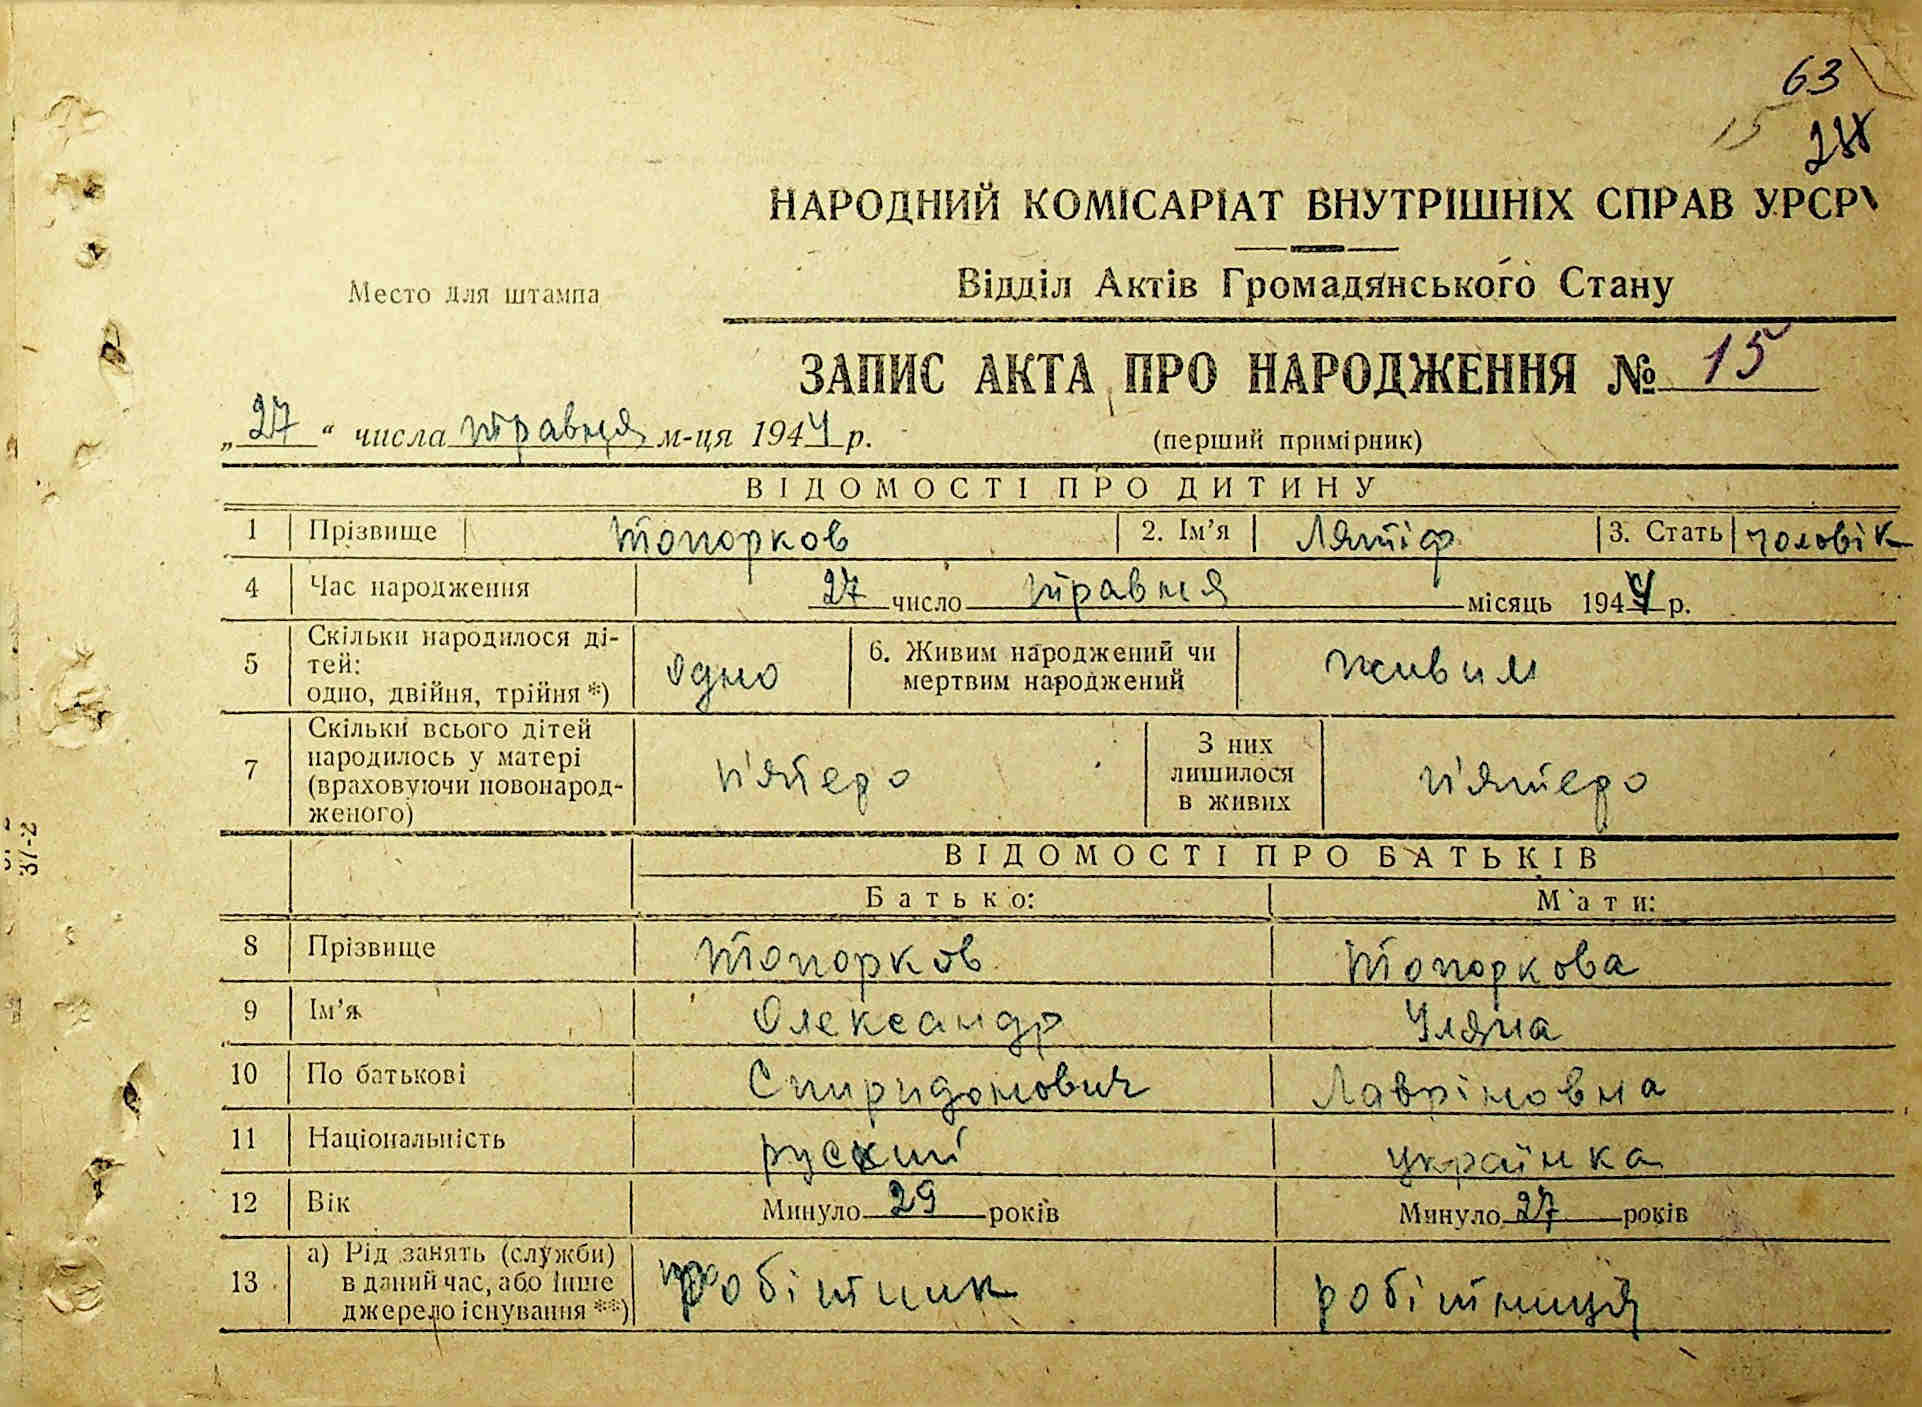 63
15
НАРОДНИЙ КОМІСАРІАТ ВНУТРІШНІХ СПРАВ УРСР
Место для штампа
Відділ Актів Громадянського Стану
ЗАПИС АКТА ПРО НАРОДЖЕННЯ № 15
„27“ числа травня м-ця 1944 р. (перший примірник)
ВІДОМОСТІ ПРО ДИТИНУ
1 Прізвище Топорков 2. Ім'я Лятіф 3. Стать чоловік
4 Час народження 27 число травня місяць 1944 р.
5 Скільки народилося ді-
тей:
одно, двійня, трійня *) одно 6. Живим народжений чи
мертвим народжений живим
7 Скільки всього дітей
народилось у матері
(враховуючи новонарод-
женого) п'ятеро З них
лишилося
в живих п'ятеро
ВІДОМОСТІ ПРО БАТЬКІВ
Батько: Мати:
8 Прізвище Топорков Топоркова
9 Ім'я Олександр Уляна
10 По батькові Спиридонович Лавріновна
11 Національність руский українка
12 Вік Минуло 29 років Минуло 27 років
13 а) Рід занять (служби)
в даний час, або інше
джерело існування **) робітник робітниця
37-2